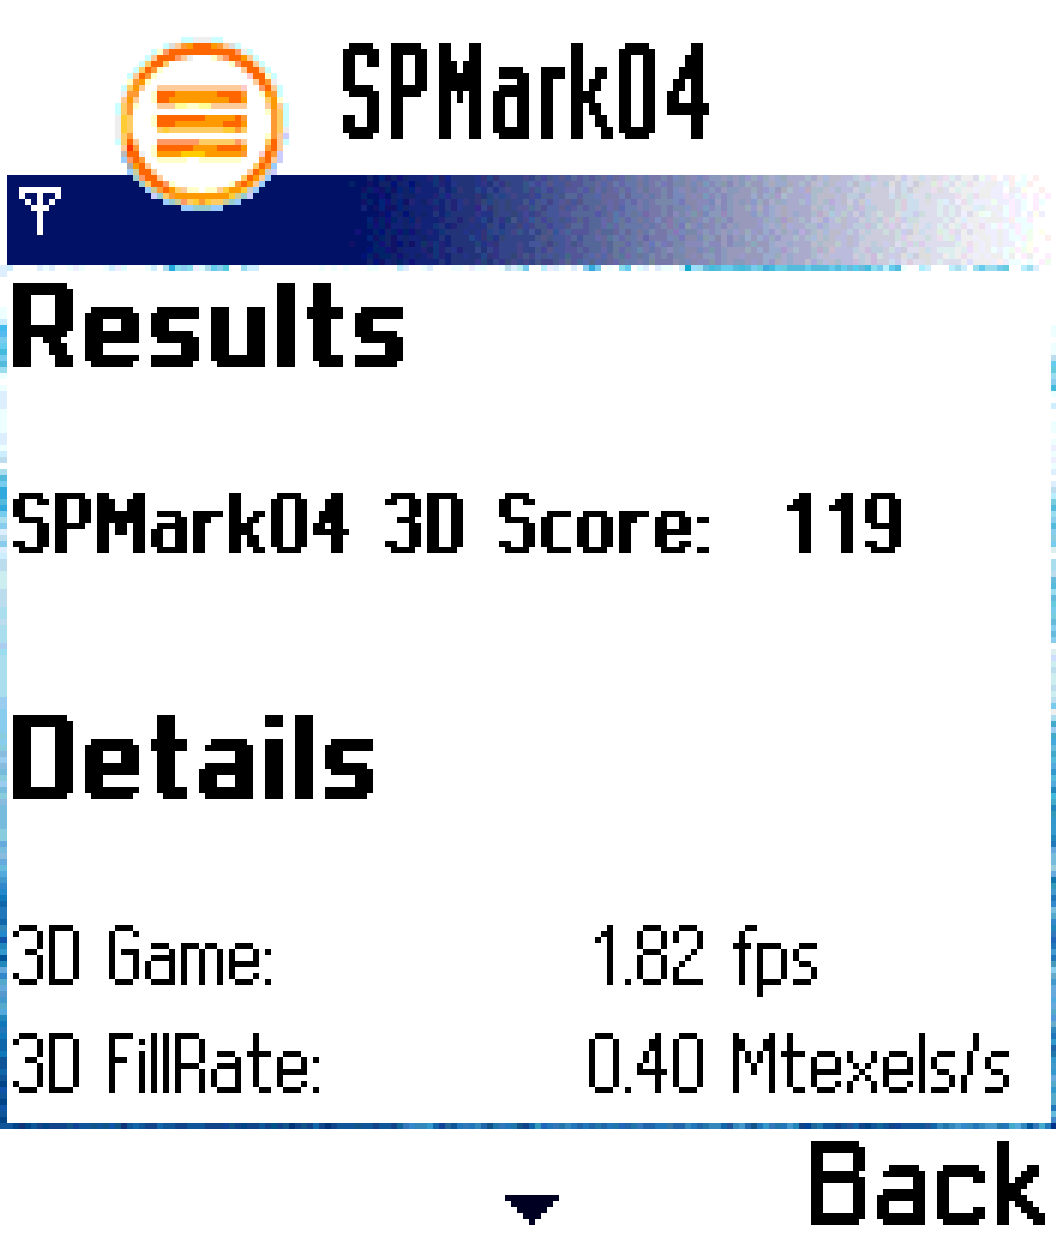 SPMark04
Results
SPMark04 3D Score: 119
Details
3D Game: 1.82 fps
3D FillRate: 0.40 Mtexels/s
Back